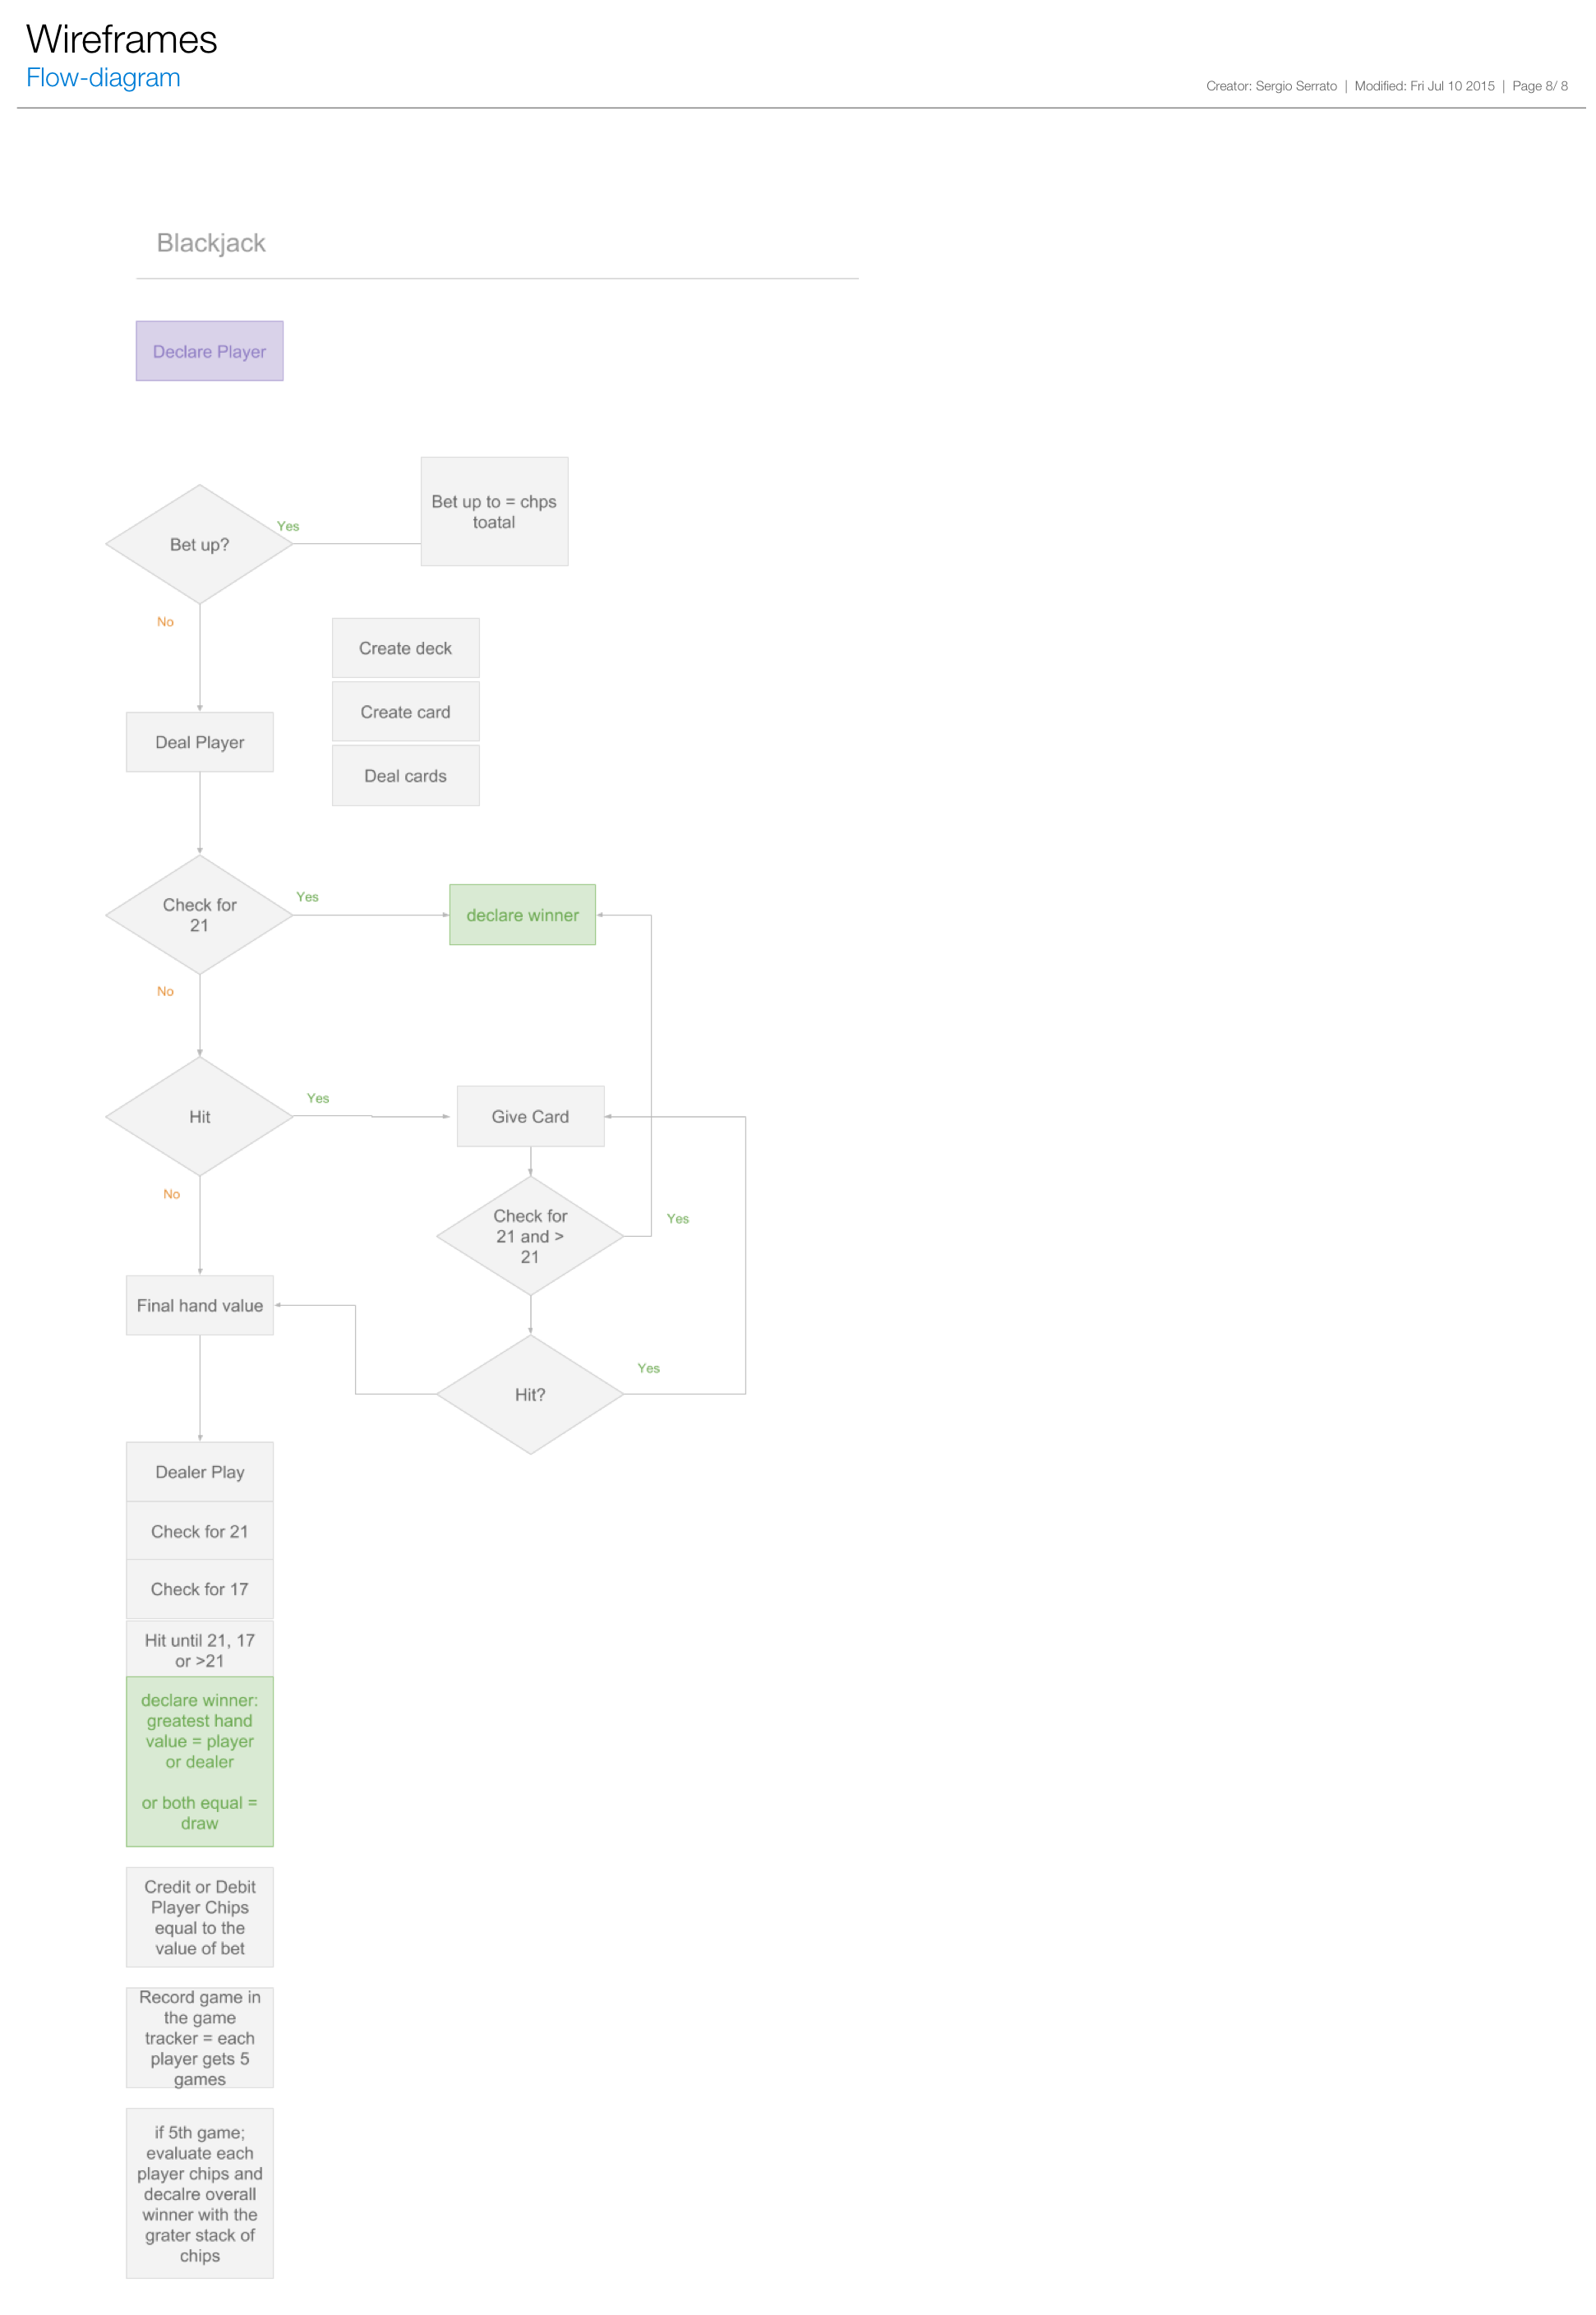 Wireframes
Flow-diagram
Creator: Sergio Serrato | Modified: Fri Jul 10 2015 | Page 8/ 8
Blackjack
Declare Player
Bet up to = chps
toatal
Yes
Bet up?
No
Create deck
Create card
Deal Player
Deal cards
Check for
21
Yes
declare winner
No
Hit
Yes
Give Card
No
Check for
21 and >
21
Yes
Final hand value
Hit?
Yes
Dealer Play
Check for 21
Check for 17
Hit until 21, 17
or >21
declare winner:
greatest hand
value = player
or dealer
or both equal =
draw
Credit or Debit
Player Chips
equal to the
value of bet
Record game in
the game
tracker = each
player gets 5
games
if 5th game;
evaluate each
player chips and
decalre overall
winner with the
grater stack of
chips